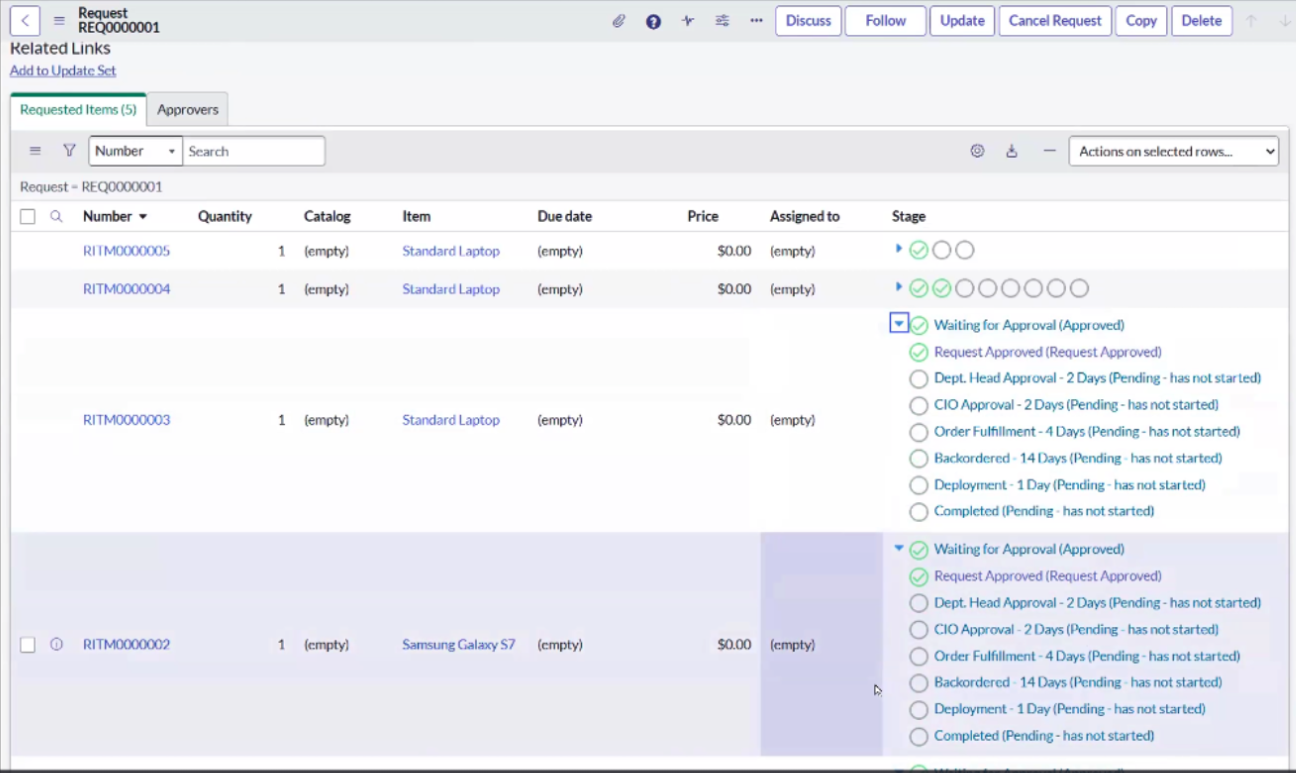 Request
REQ0000001
Discuss
Follow
Update
Cancel Request
Copy
Delete
Related Links
Add to Update Set
Requested Items (5)
Approvers
Number
Search
Actions on selected rows...
Request = REQ0000001
Number Quantity Catalog Item Due date Price Assigned to Stage
RITM0000005 1 (empty) Standard Laptop (empty) $0.00 (empty)
RITM0000004 1 (empty) Standard Laptop (empty) $0.00 (empty)
RITM0000003 1 (empty) Standard Laptop (empty) $0.00 (empty)
Waiting for Approval (Approved)
Request Approved (Request Approved)
Dept. Head Approval - 2 Days (Pending - has not started)
CIO Approval - 2 Days (Pending - has not started)
Order Fulfillment - 4 Days (Pending - has not started)
Backordered - 14 Days (Pending - has not started)
Deployment - 1 Day (Pending - has not started)
Completed (Pending - has not started)
RITM0000002 1 (empty) Samsung Galaxy S7 (empty) $0.00 (empty)
Waiting for Approval (Approved)
Request Approved (Request Approved)
Dept. Head Approval - 2 Days (Pending - has not started)
CIO Approval - 2 Days (Pending - has not started)
Order Fulfillment - 4 Days (Pending - has not started)
Backordered - 14 Days (Pending - has not started)
Deployment - 1 Day (Pending - has not started)
Completed (Pending - has not started)